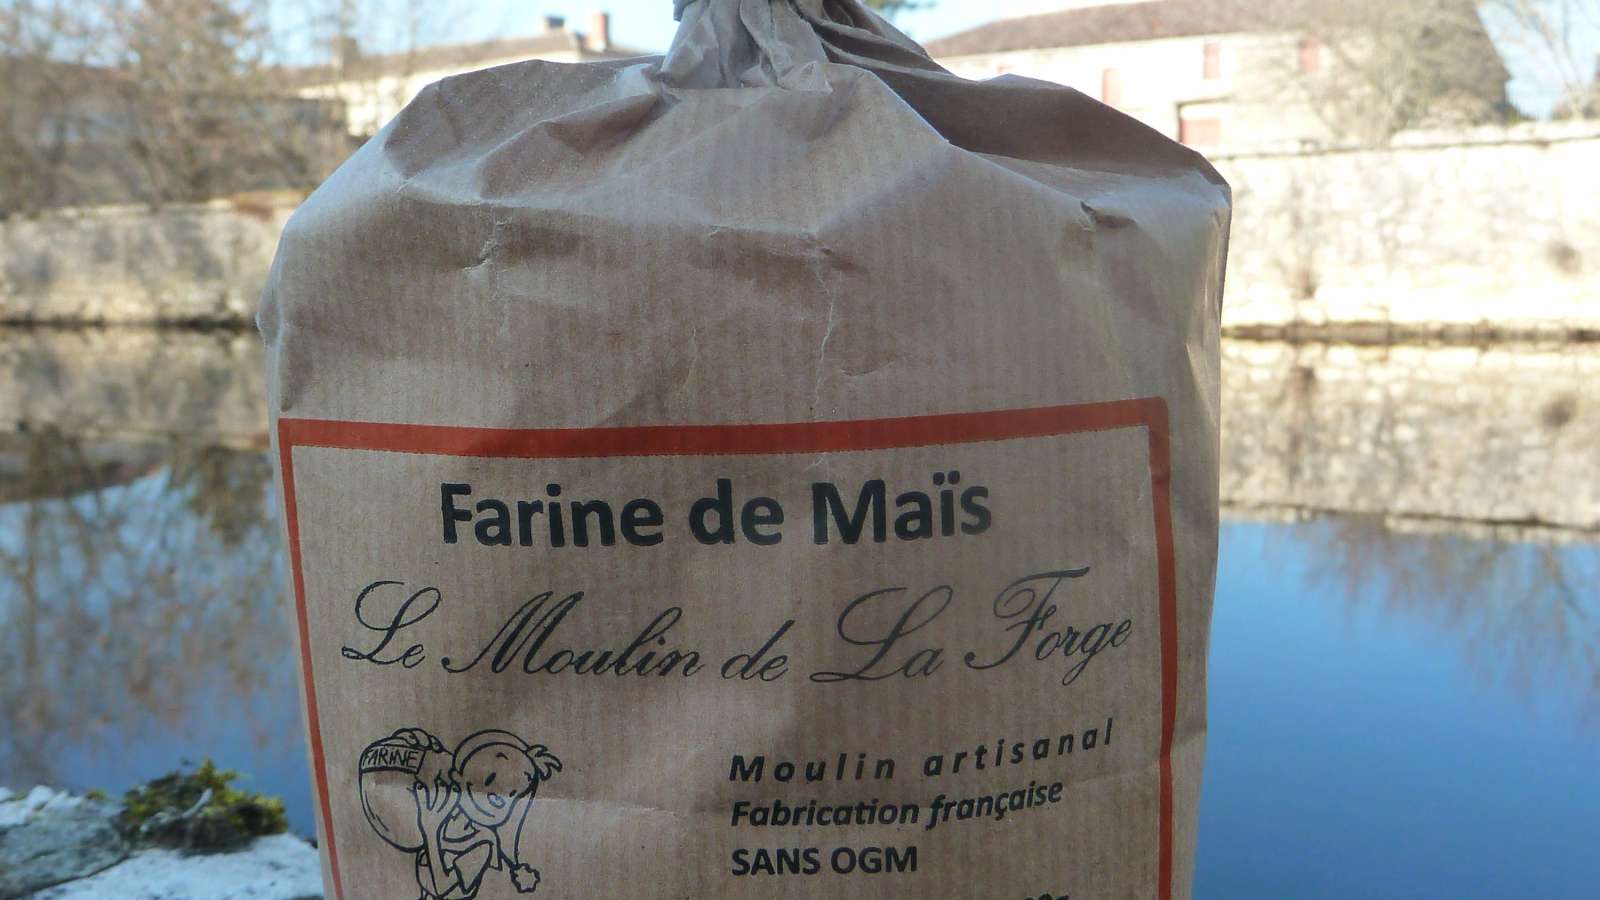 Farine de Maïs
Le Moulin de La Forge
FARINE
Moulin artisanal
Fabrication française
SANS OGM